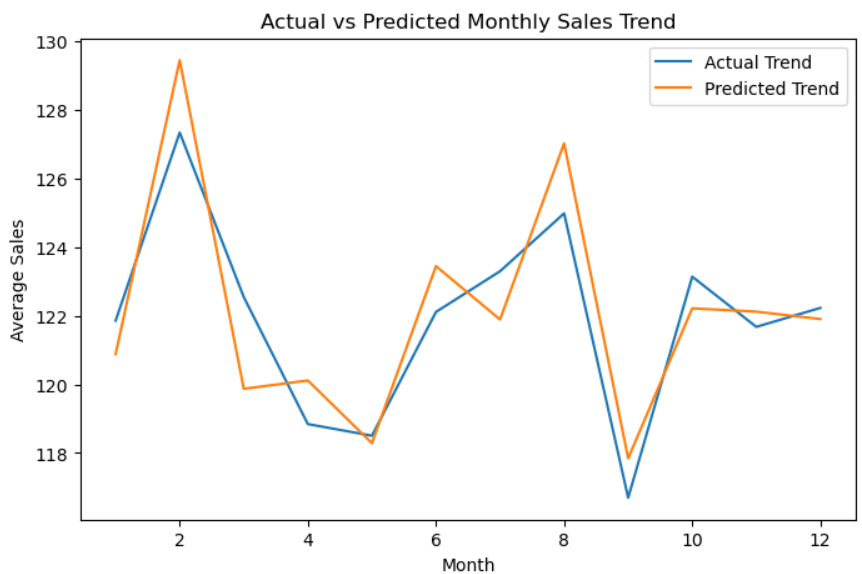 Actual vs Predicted Monthly Sales Trend
130
128
126
124
122
120
118
Average Sales
Actual Trend
Predicted Trend
2 4 6 8 10 12
Month